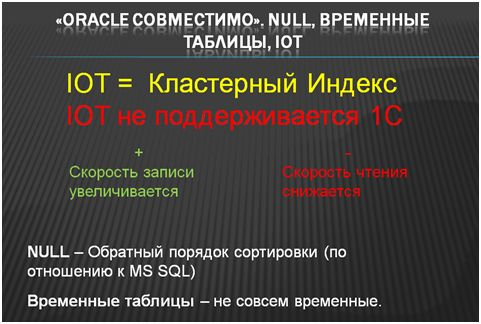 «ORACLE СОВМЕСТИМО». NULL, ВРЕМЕННЫЕ
ТАБЛИЦЫ, IOT
IOT = Кластерный Индекс
IOT не поддерживается 1С
+
Скорость записи
увеличивается
-
Скорость чтения
снижается
NULL – Обратный порядок сортировки (по
отношению к MS SQL)
Временные таблицы – не совсем временные.